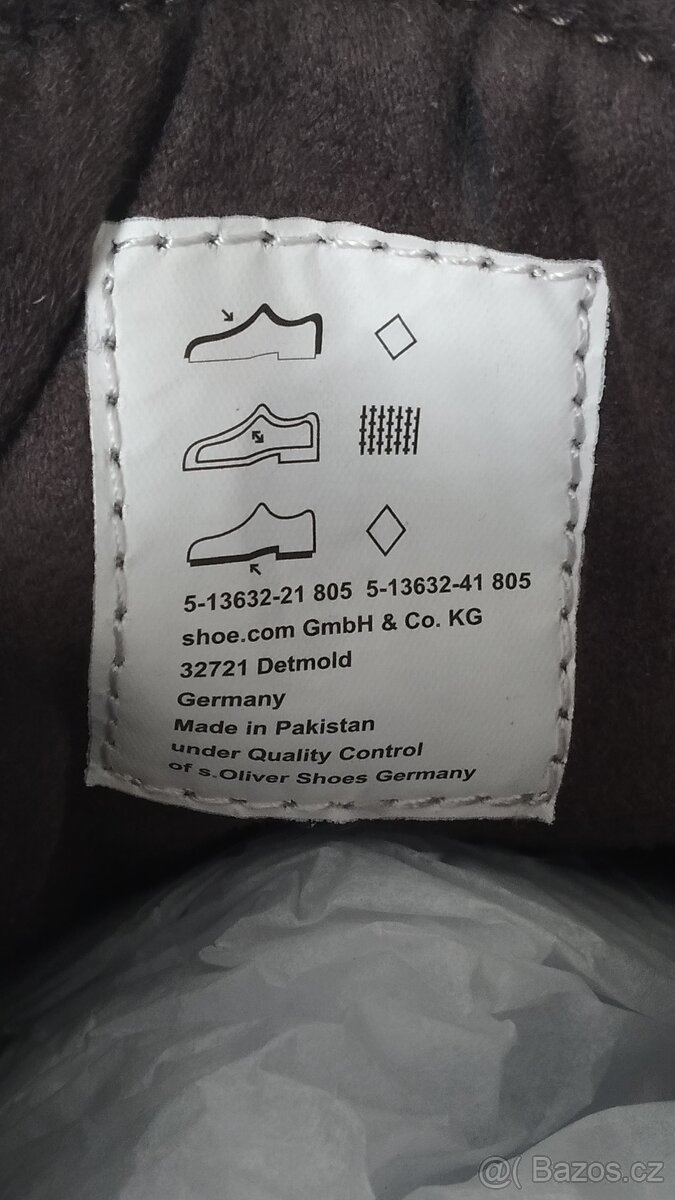 5-13632-21 805 5-13632-41 805
shoe.com GmbH & Co. KG
32721 Detmold
Germany
Made in Pakistan
under Quality Control
of s.Oliver Shoes Germany
@( Bazos.cz